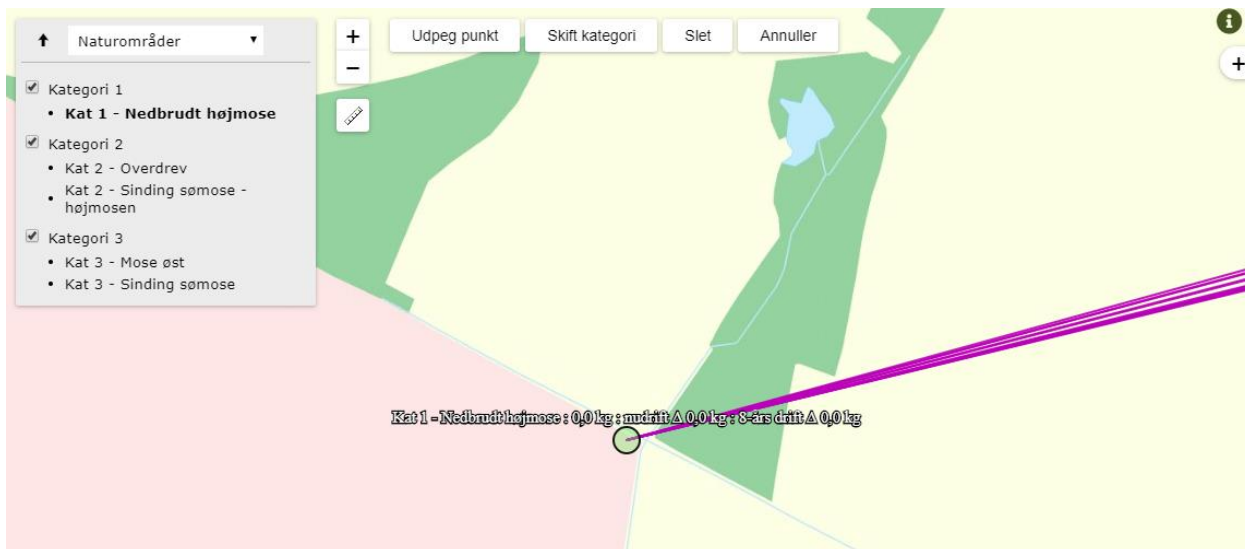 Naturområder
Kategori 1
Kat 1 - Nedbrudt højmose
Kategori 2
Kat 2 - Overdrev
Kat 2 - Sinding sømose -
højmosen
Kategori 3
Kat 3 - Mose øst
Kat 3 - Sinding sømose
+
−
Udpeg punkt
Skift kategori
Slet
Annuller
i
+
Kat 1 - Nedbrudt højmose : 0,0 kg : nudrift Δ 0,0 kg : 8-års drift Δ 0,0 kg